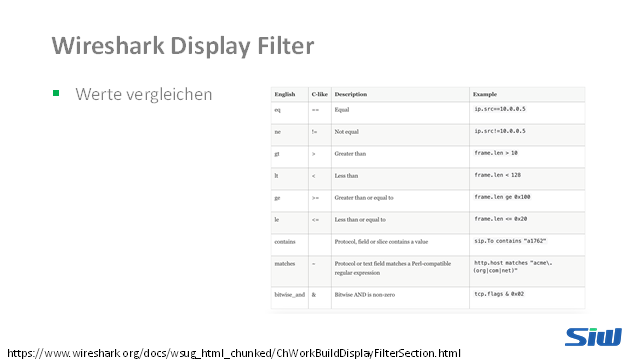 Wireshark Display Filter
Werte vergleichen
English C-like Description Example
eq == Equal ip.src==10.0.0.5
ne != Not equal ip.src!=10.0.0.5
gt > Greater than frame.len > 10
lt < Less than frame.len < 128
ge >= Greater than or equal to frame.len ge 0x100
le <= Less than or equal to frame.len <= 0x20
contains Protocol, field or slice contains a value sip.To contains "a1762"
matches ~ Protocol or text field matches a Perl-compatible http.host matches "acme\.
regular expression (org|com|net)"
bitwise_and & Bitwise AND is non-zero tcp.flags & 0x02
SIW
https://www.wireshark.org/docs/wsug_html_chunked/ChWorkBuildDisplayFilterSection.html